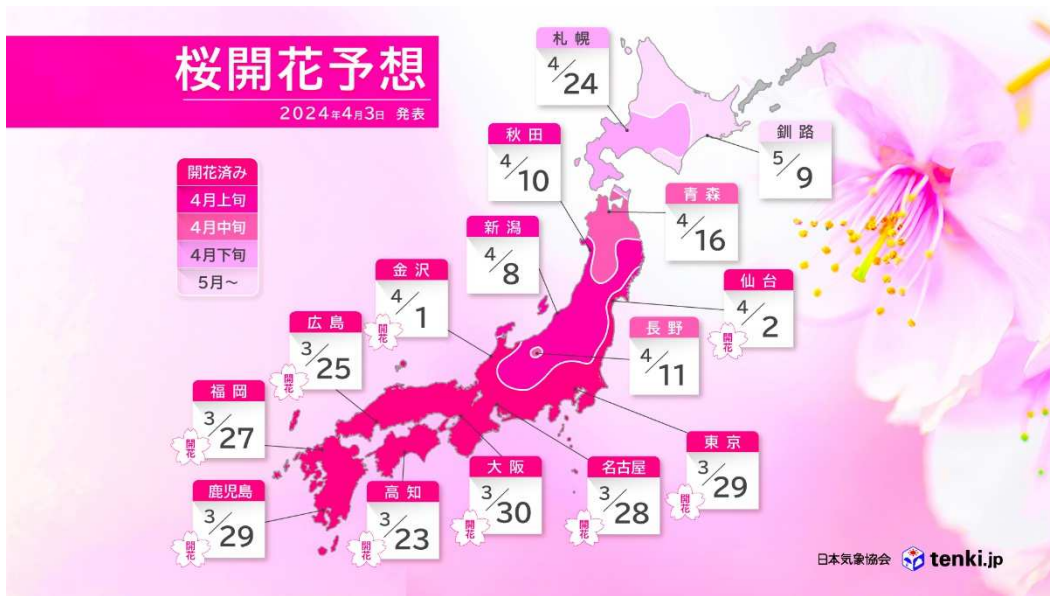 桜開花予想
2024年4月3日 発表
開花済み
4月上旬
4月中旬
4月下旬
5月～
札幌
4/24
釧路
5/9
秋田
4/10
青森
4/16
新潟
4/8
仙台
4/2
開花
金沢
4/1
開花
長野
4/11
広島
3/25
開花
福岡
3/27
開花
東京
3/29
開花
鹿児島
3/29
開花
高知
3/23
開花
大阪
3/30
開花
名古屋
3/28
開花
日本気象協会 tenki.jp